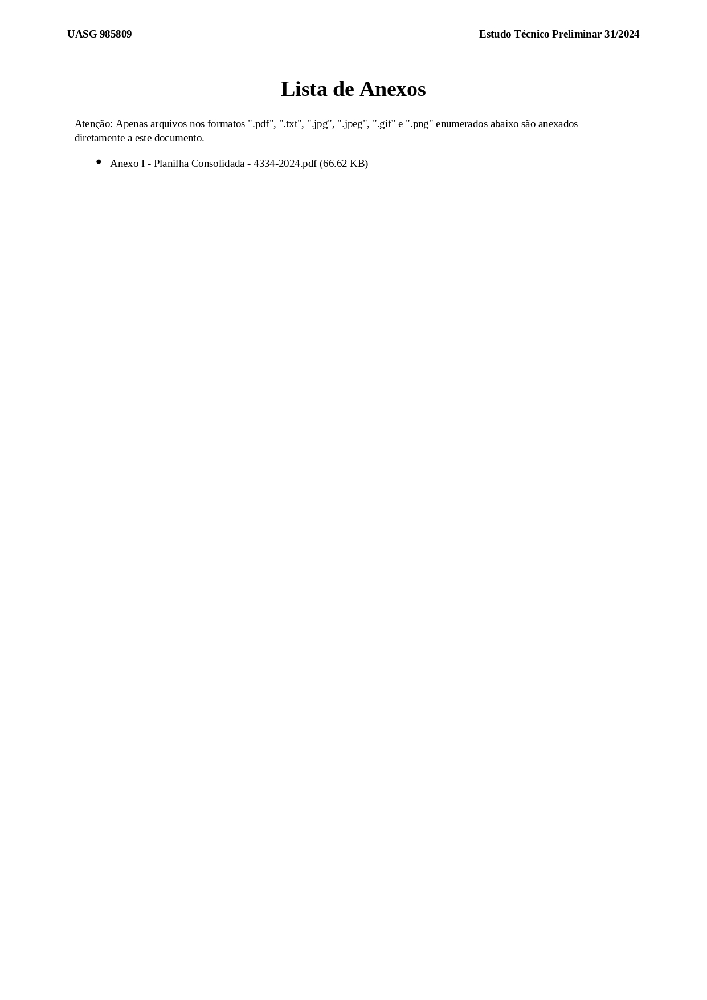 UASG 985809 Estudo Técnico Preliminar 31/2024
Lista de Anexos
Atenção: Apenas arquivos nos formatos ".pdf", ".txt", ".jpg", ".jpeg", ".gif" e ".png" enumerados abaixo são anexados
diretamente a este documento.
• Anexo I - Planilha Consolidada - 4334-2024.pdf (66.62 KB)